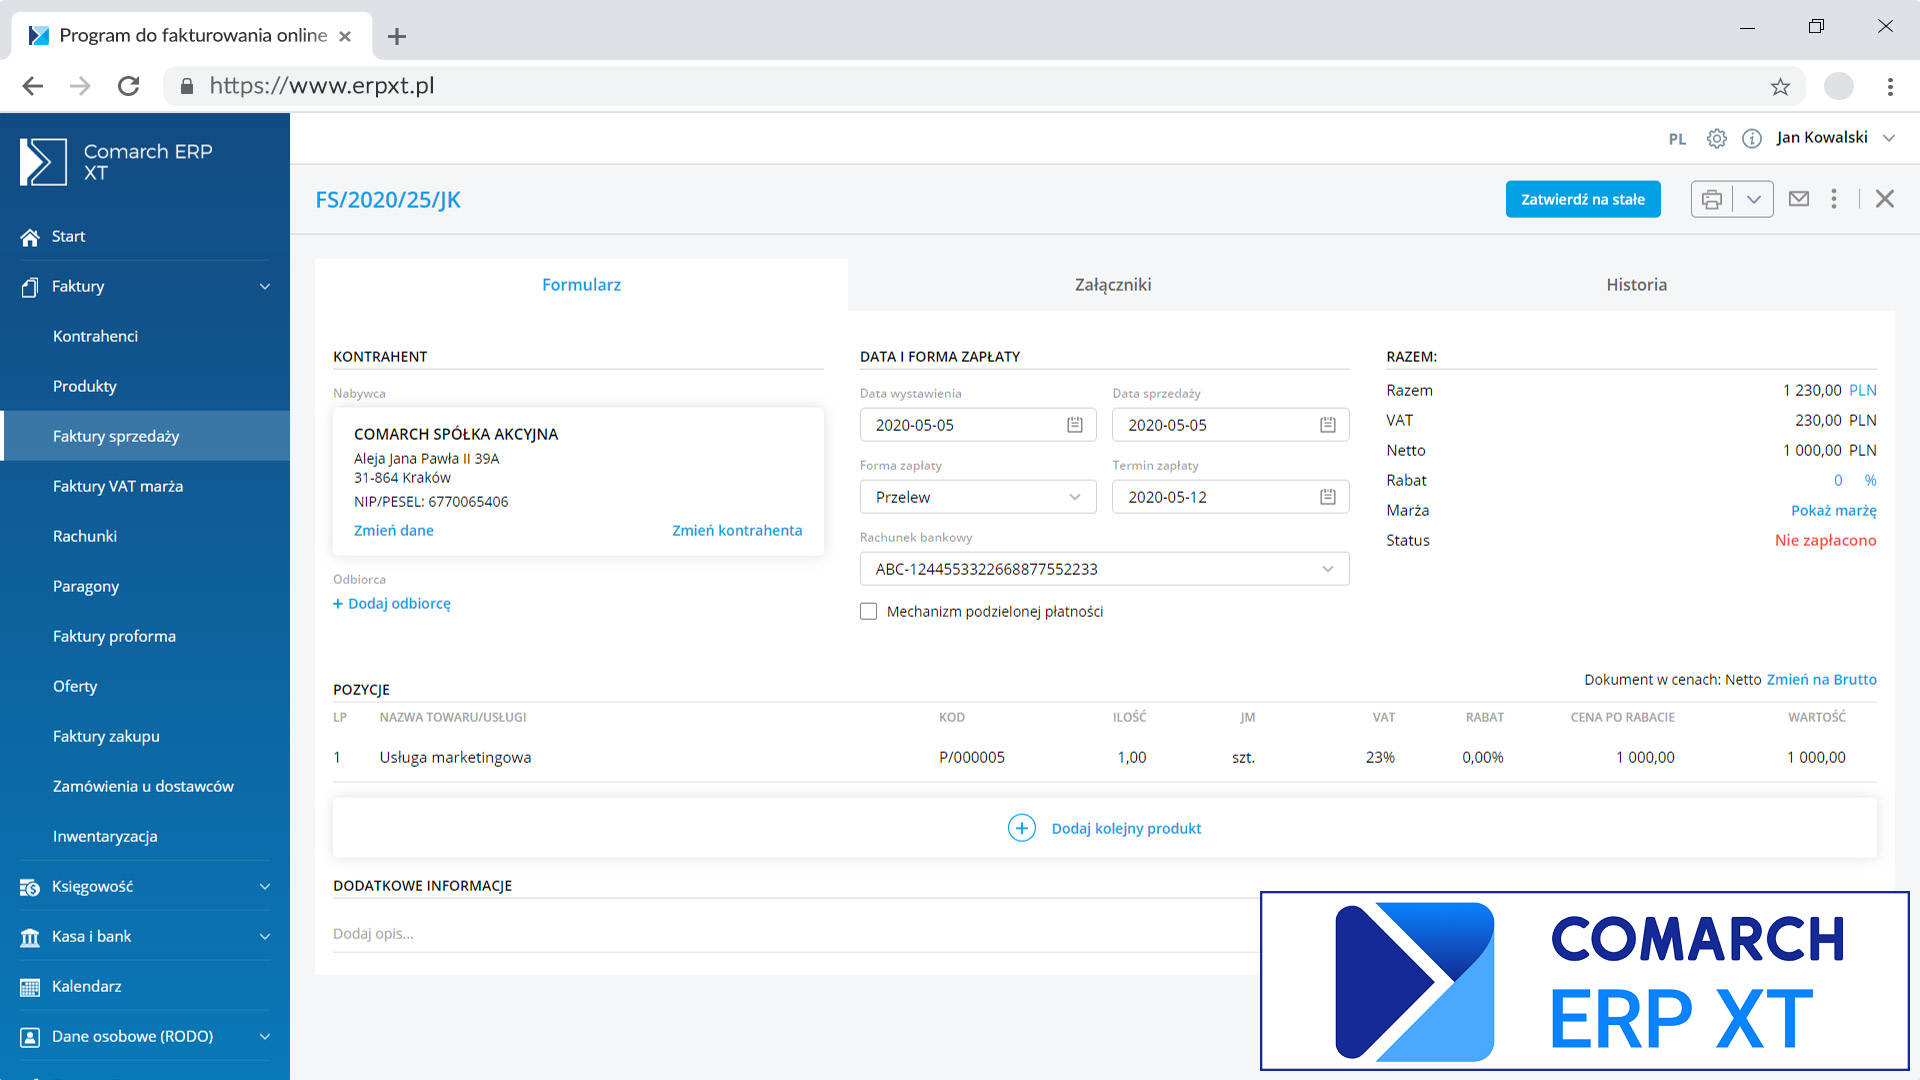 Program do fakturowania online
https://www.erpxt.pl
Comarch ERP
XT
PL
Jan Kowalski
FS/2020/25/JK
Zatwierdź na stałe
Start
Faktury
Kontrahenci
Produkty
Faktury sprzedaży
Faktury VAT marża
Rachunki
Paragony
Faktury proforma
Oferty
Faktury zakupu
Zamówienia u dostawców
Inwentaryzacja
Księgowość
Kasa i bank
Kalendarz
Dane osobowe (RODO)
Formularz
Załączniki
Historia
KONTRAHENT
Nabywca
COMARCH SPÓŁKA AKCYJNA
Aleja Jana Pawła II 39A
31-864 Kraków
NIP/PESEL: 6770065406
Zmień dane Zmień kontrahenta
Odbiorca
+ Dodaj odbiorcę
DATA I FORMA ZAPŁATY
Data wystawienia Data sprzedaży
2020-05-05 2020-05-05
Forma zapłaty Termin zapłaty
Przelew 2020-05-12
Rachunek bankowy
ABC-1244553322668877552233
Mechanizm podzielonej płatności
RAZEM:
Razem 1 230,00 PLN
VAT 230,00 PLN
Netto 1 000,00 PLN
Rabat 0 %
Marża Pokaż marżę
Status Nie zapłacono
Dokument w cenach: Netto Zmień na Brutto
POZYCJE
LP NAZWA TOWARU/USŁUGI KOD ILOŚĆ JM VAT RABAT CENA PO RABACIE WARTOŚĆ
1 Usługa marketingowa P/000005 1,00 szt. 23% 0,00% 1 000,00 1 000,00
Dodaj kolejny produkt
DODATKOWE INFORMACJE
Dodaj opis...
COMARCH
ERP XT